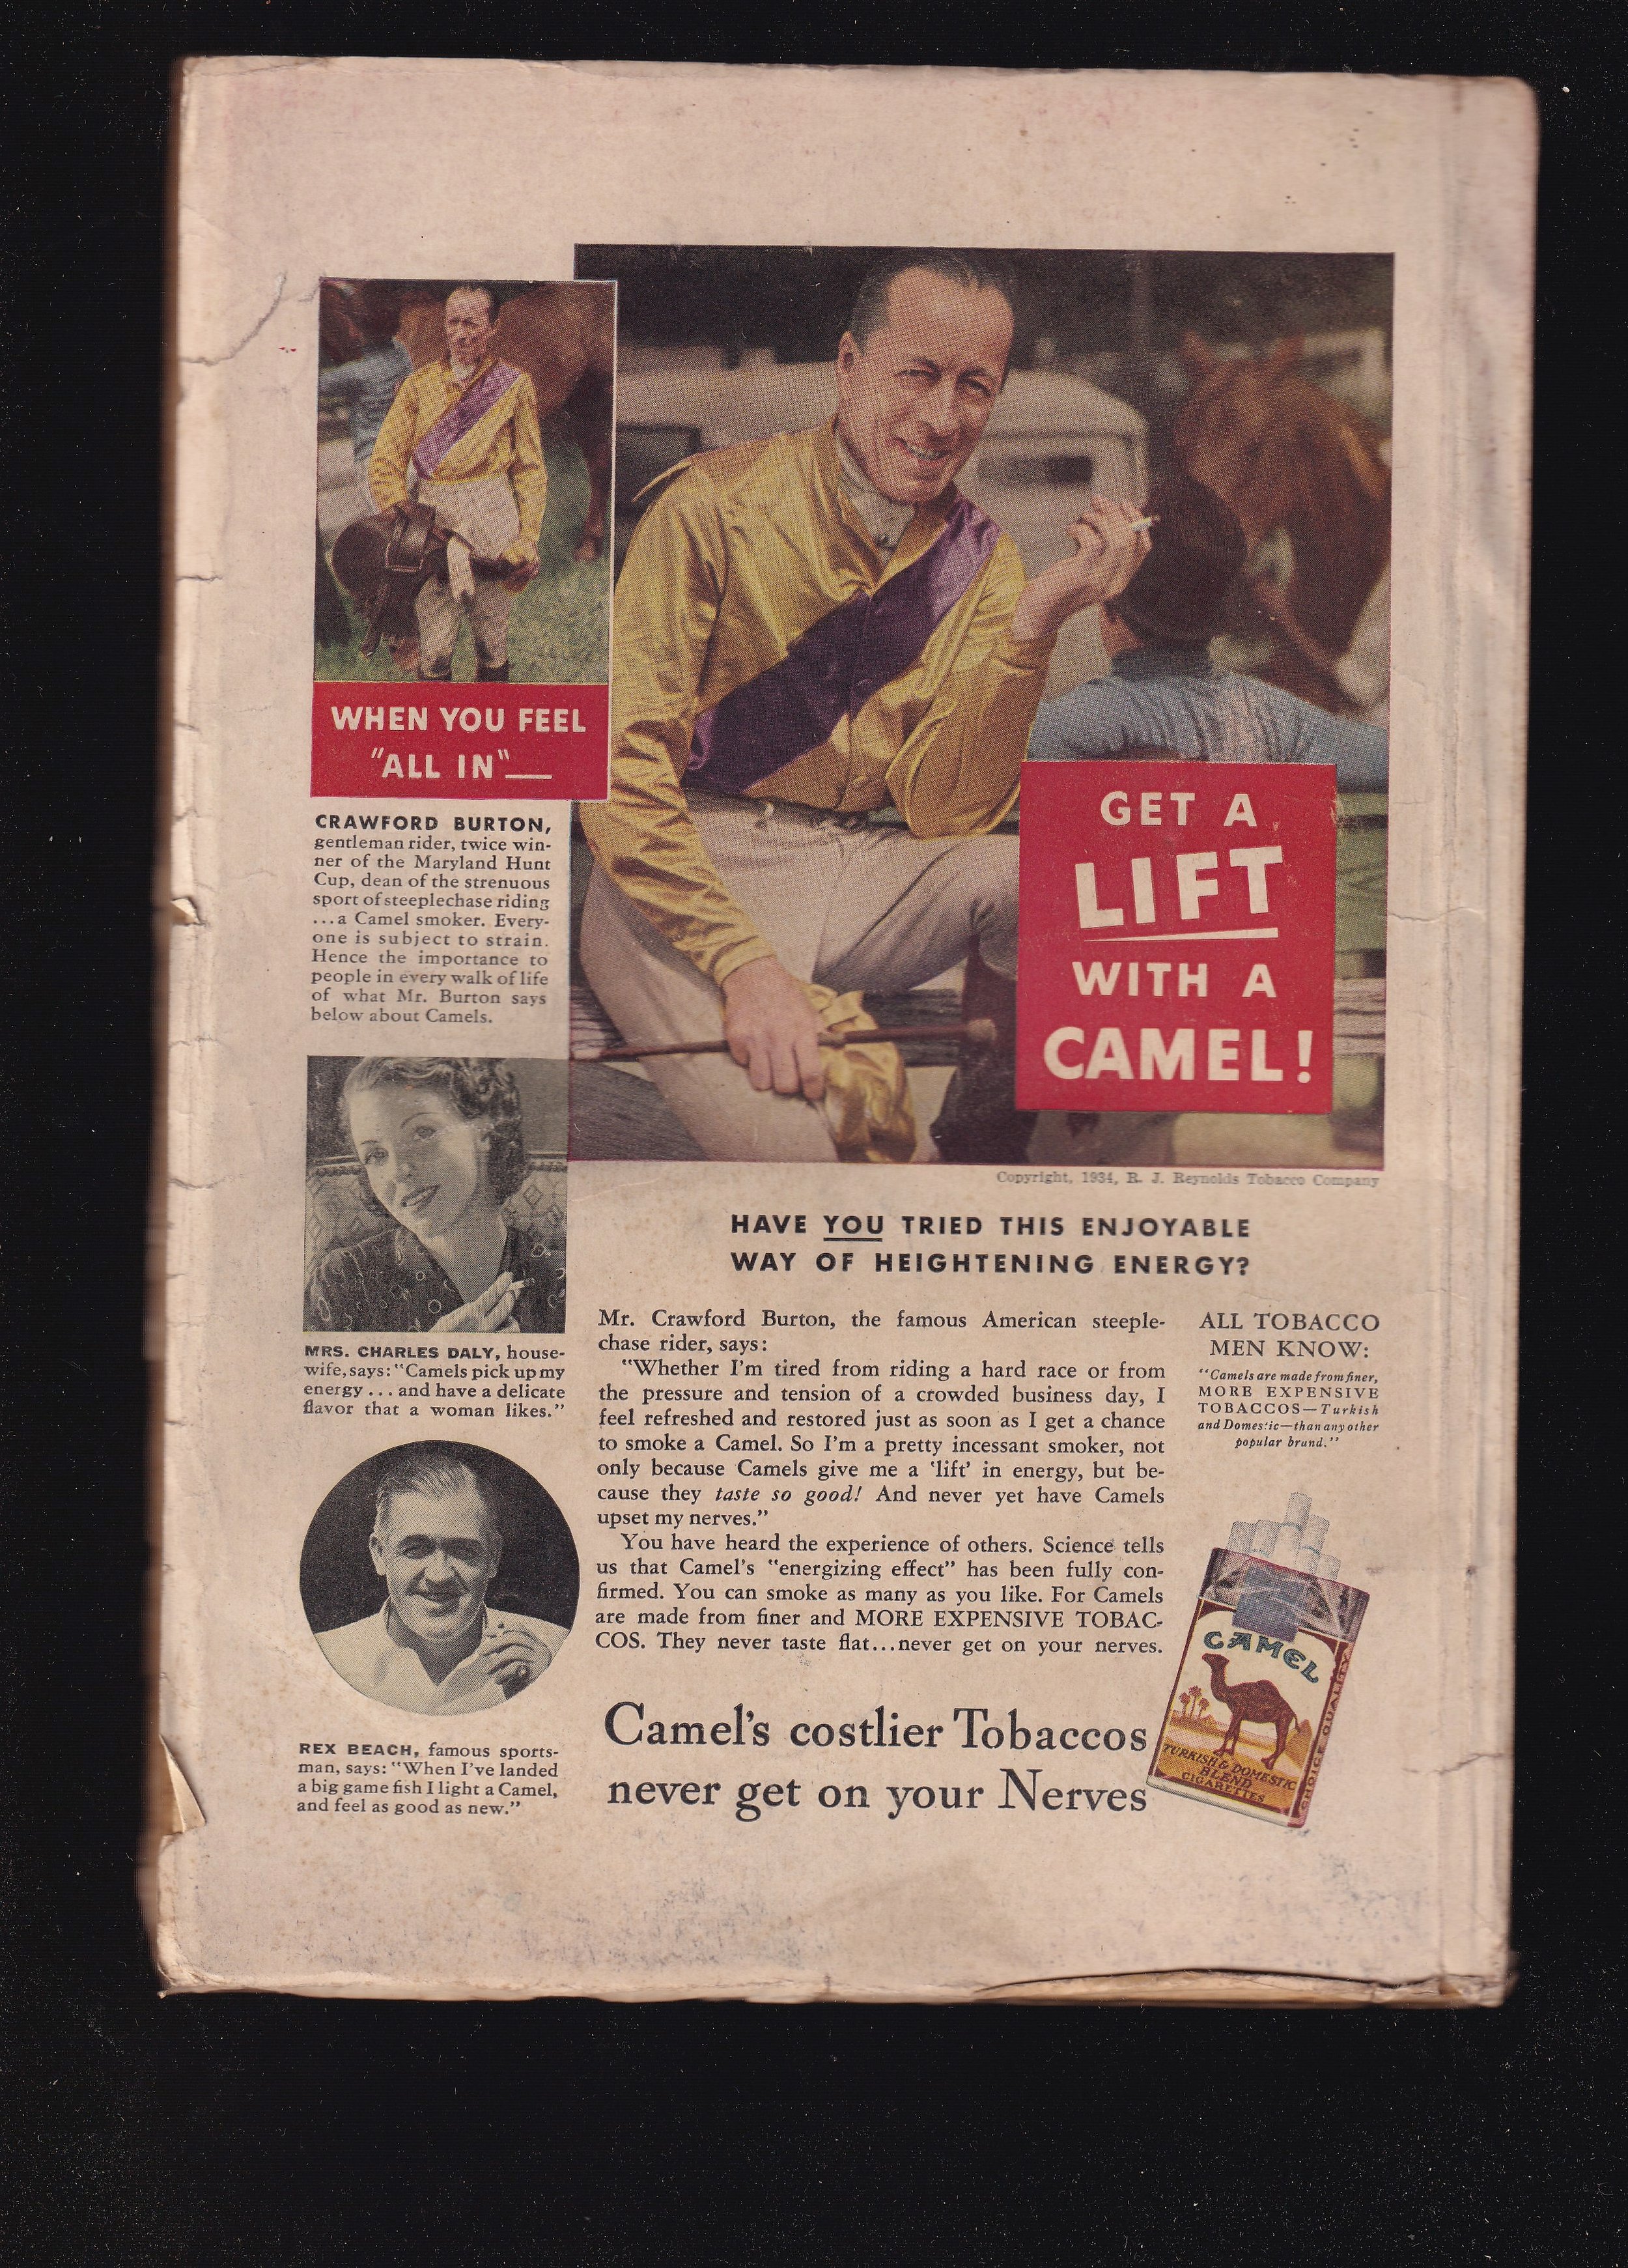 WHEN YOU FEEL
"ALL IN"—
GET A
LIFT
WITH A
CAMEL!
CRAWFORD BURTON,
gentleman rider, twice win-
ner of the Maryland Hunt
Cup, dean of the strenuous
sport of steeplechase riding
...a Camel smoker. Every-
one is subject to strain.
Hence the importance to
people in every walk of life
of what Mr. Burton says
below about Camels.
Copyright, 1934, R. J. Reynolds Tobacco Company
MRS. CHARLES DALY, house-
wife, says: "Camels pick up my
energy . . . and have a delicate
flavor that a woman likes."
REX BEACH, famous sports-
man, says: "When I've landed
a big game fish I light a Camel,
and feel as good as new."
HAVE YOU TRIED THIS ENJOYABLE
WAY OF HEIGHTENING ENERGY?
Mr. Crawford Burton, the famous American steeple-
chase rider, says:
"Whether I'm tired from riding a hard race or from
the pressure and tension of a crowded business day, I
feel refreshed and restored just as soon as I get a chance
to smoke a Camel. So I'm a pretty incessant smoker, not
only because Camels give me a 'lift' in energy, but be-
cause they taste so good! And never yet have Camels
upset my nerves."
You have heard the experience of others. Science tells
us that Camel's "energizing effect" has been fully con-
firmed. You can smoke as many as you like. For Camels
are made from finer and MORE EXPENSIVE TOBAC-
COS. They never taste flat...never get on your nerves.
ALL TOBACCO
MEN KNOW:
"Camels are made from finer,
MORE EXPENSIVE
TOBACCOS—Turkish
and Domestic—than any other
popular brand."
Camel's costlier Tobaccos
never get on your Nerves
CAMEL
TURKISH & DOMESTIC
BLEND
CIGARETTES
CHOICE QUALITY